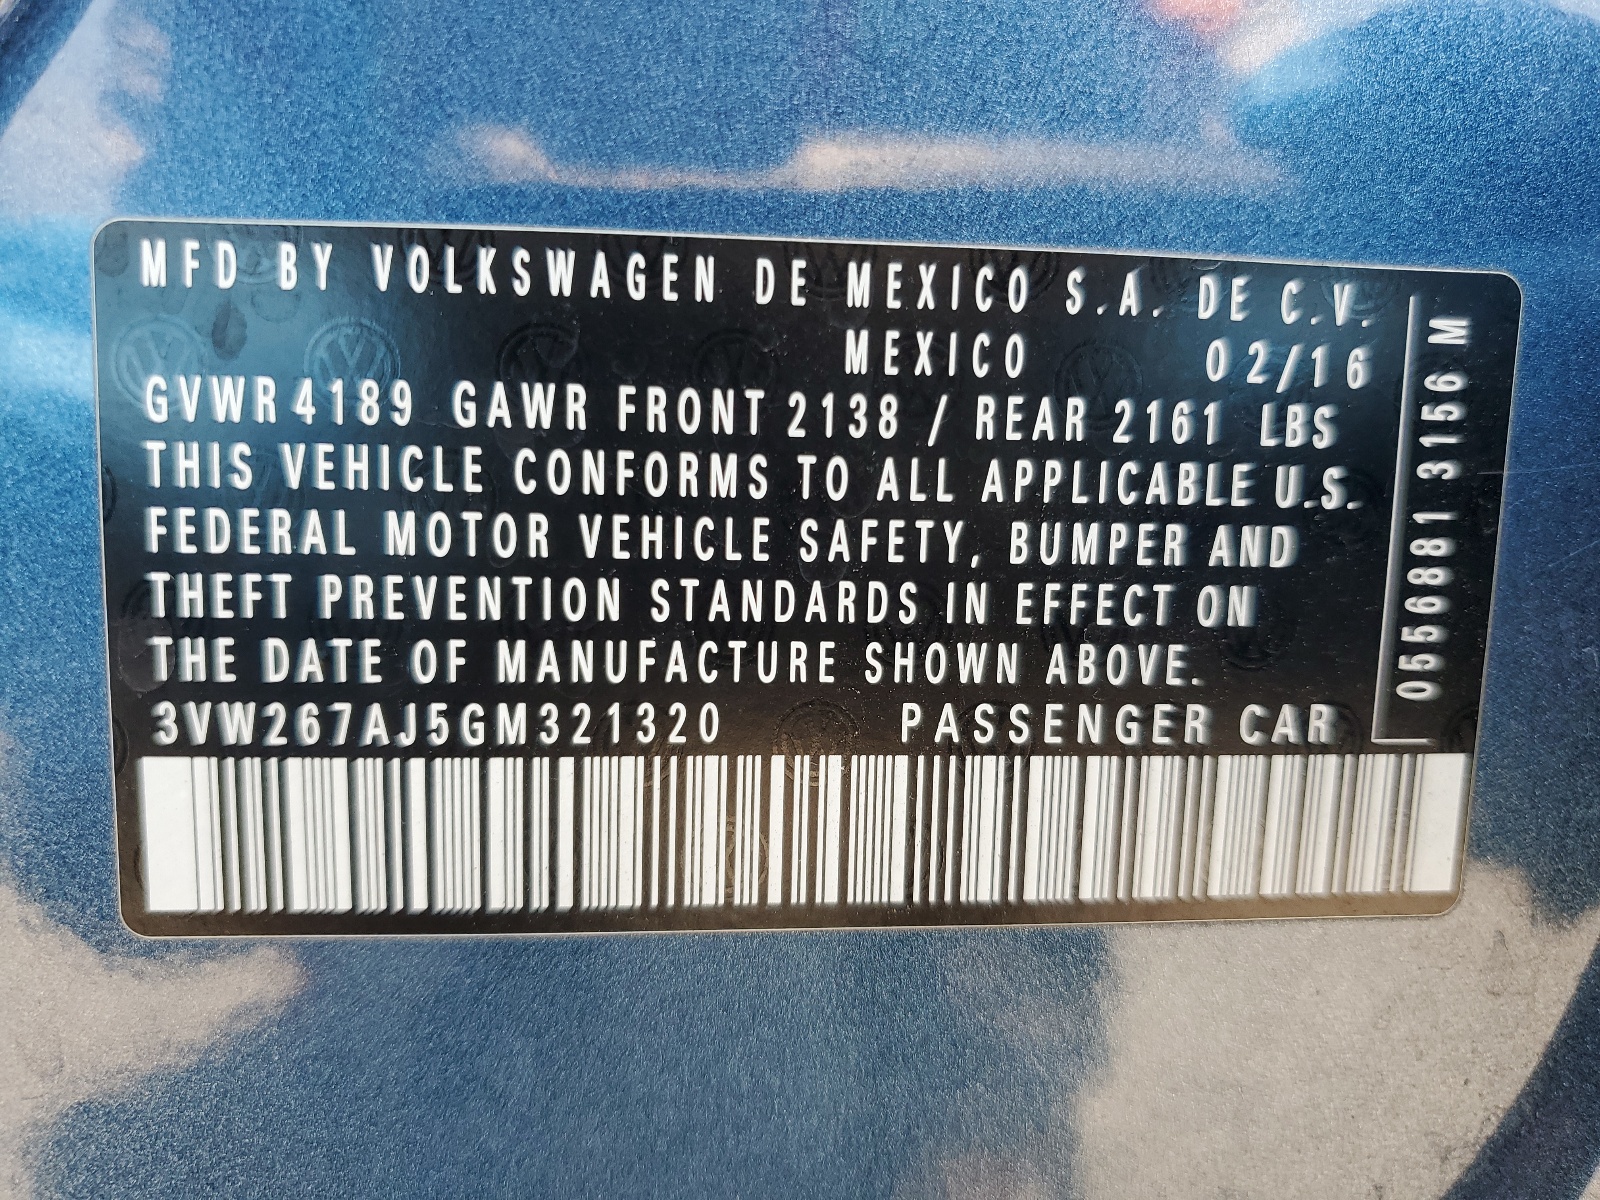 MFD BY VOLKSWAGEN DE MEXICO S.A. DE C.V.
MEXICO 02/16
GVWR 4189 GAWR FRONT 2138 / REAR 2161 LBS
THIS VEHICLE CONFORMS TO ALL APPLICABLE U.S.
FEDERAL MOTOR VEHICLE SAFETY, BUMPER AND
THEFT PREVENTION STANDARDS IN EFFECT ON
THE DATE OF MANUFACTURE SHOWN ABOVE.
3VW267AJ5GM321320 PASSENGER CAR
0556881 3156 M